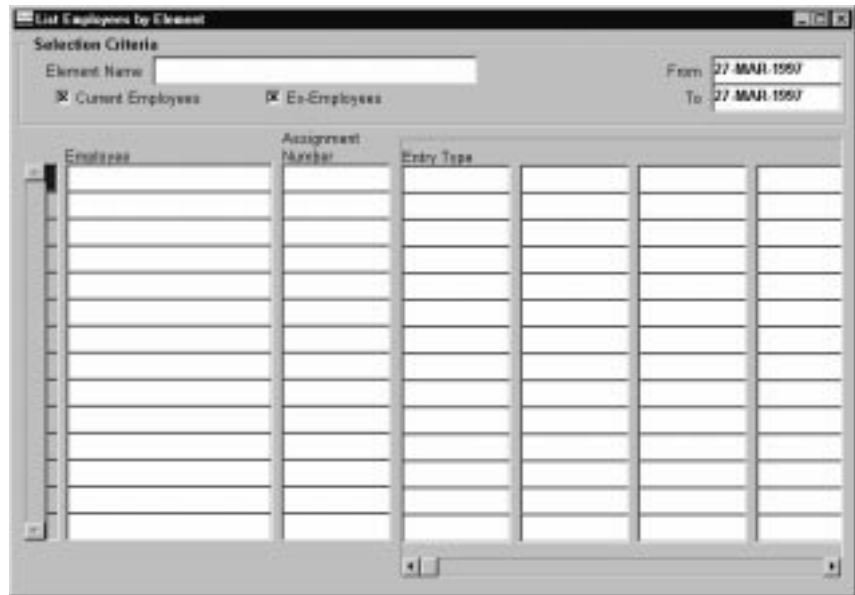 List Employees by Element
Selection Criteria
Element Name
From 27-MAR-1997
Current Employees Ex-Employees To 27-MAR-1997
Employee Assignment Number Entry Type